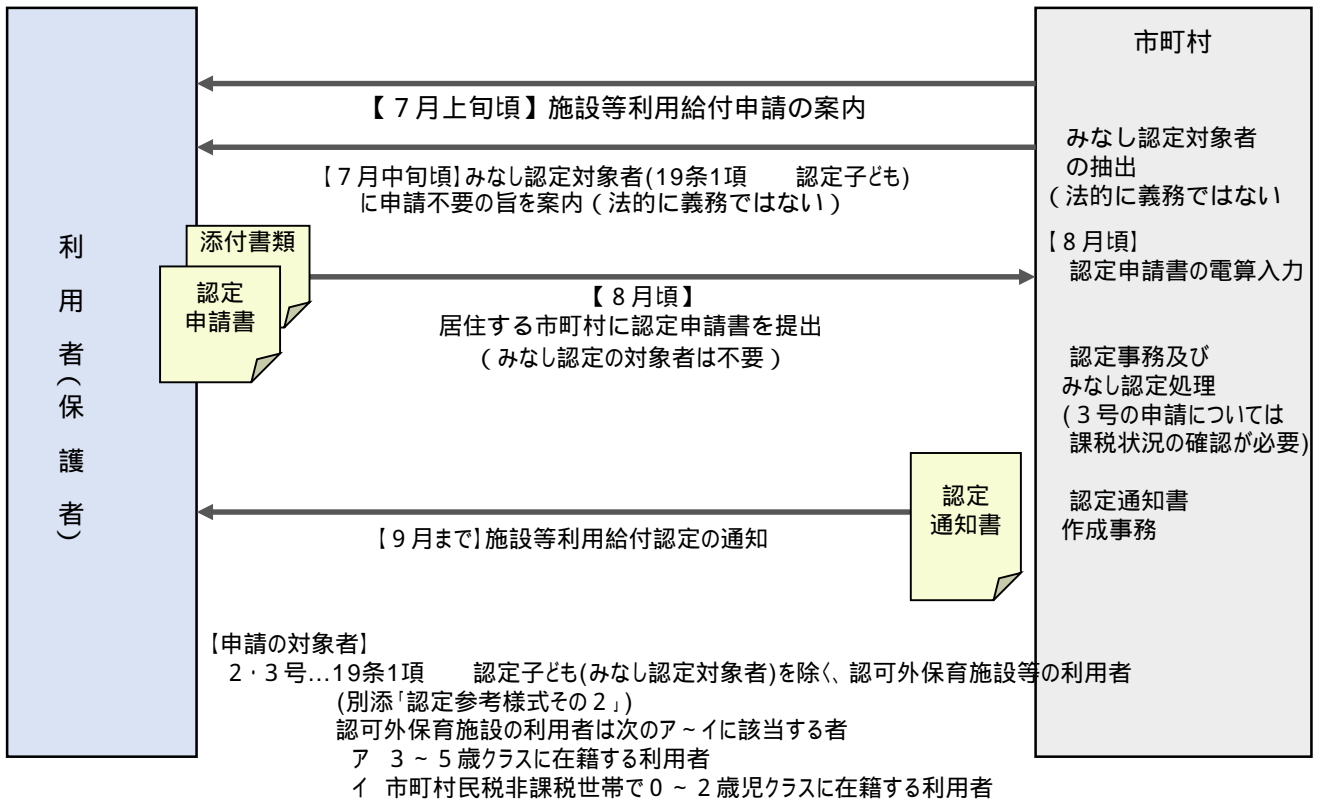 市町村
【７月上旬頃】施設等利用給付申請の案内
みなし認定対象者
の抽出
(法的に義務ではない
【７月中旬頃】みなし認定対象者(19条1項　　認定子ども)
に申請不要の旨を案内（法的に義務ではない）
利用者(保護者)
添付書類
認定
申請書
【８月頃】
居住する市町村に認定申請書を提出
（みなし認定の対象者は不要）
【８月頃】
認定申請書の電算入力
認定事務及び
みなし認定処理
(３号の申請については
課税状況の確認が必要)
認定
通知書
認定通知書
作成事務
【９月まで】施設等利用給付認定の通知
【申請の対象者】
２・３号…19条1項　　認定子ども(みなし認定対象者)を除く、認可外保育施設等の利用者
(別添「認定参考様式その２」)
認可外保育施設の利用者は次のア～イに該当する者
ア　３～５歳クラスに在籍する利用者
イ　市町村民税非課税世帯で０～２歳児クラスに在籍する利用者